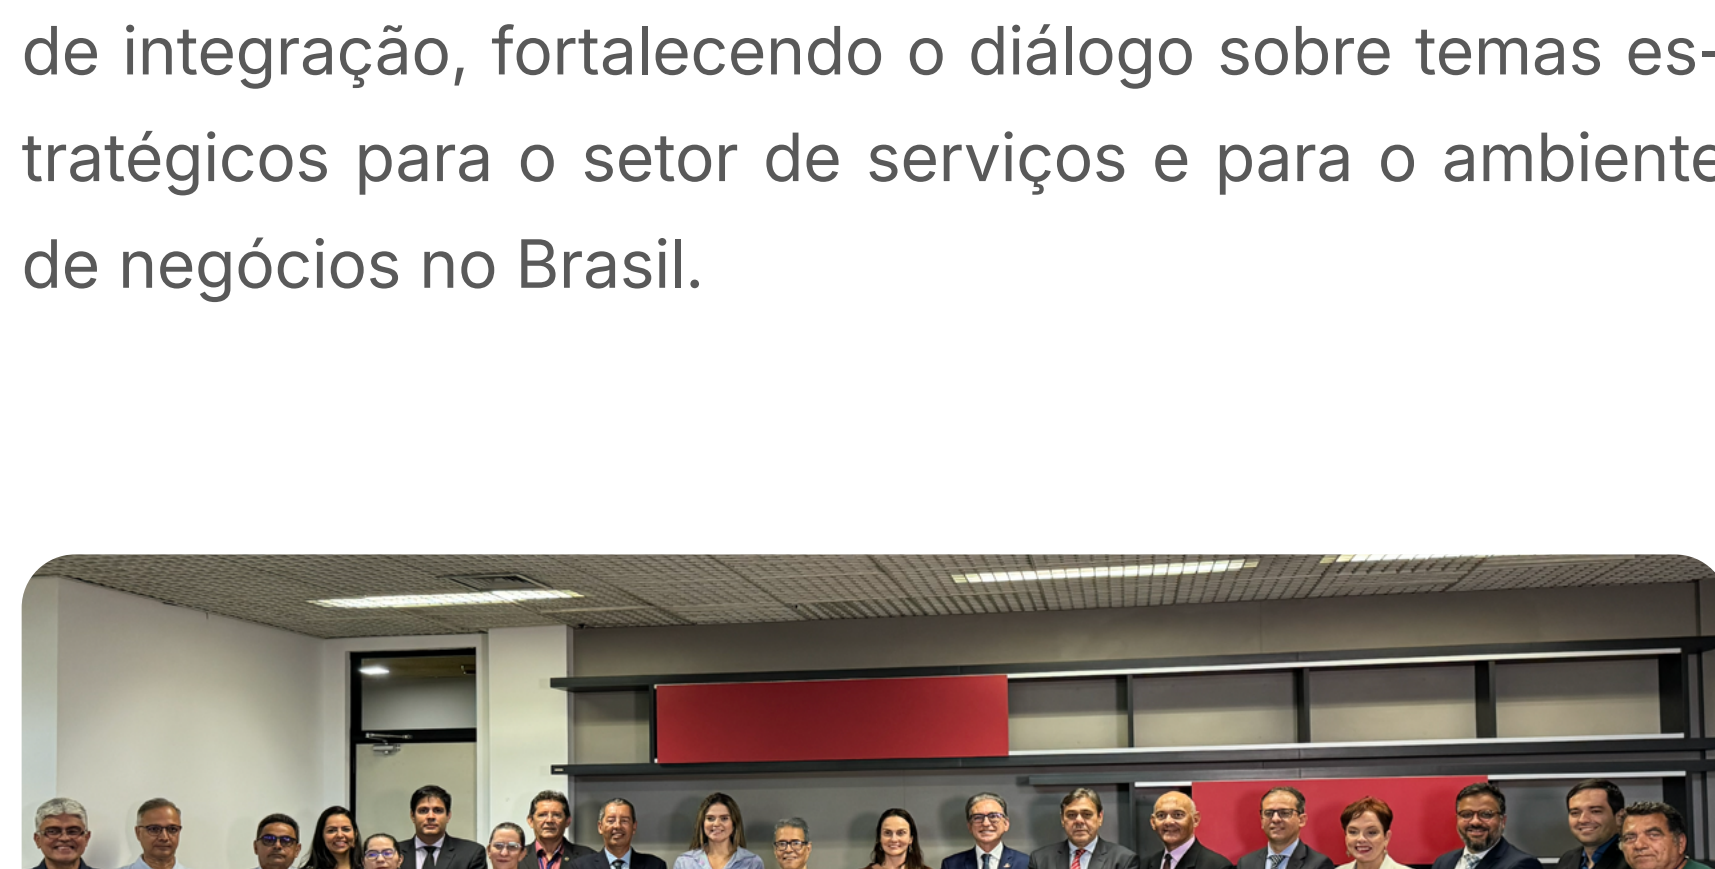 de integração, fortalecendo o diálogo sobre temas es-
tratégicos para o setor de serviços e para o ambiente
de negócios no Brasil.